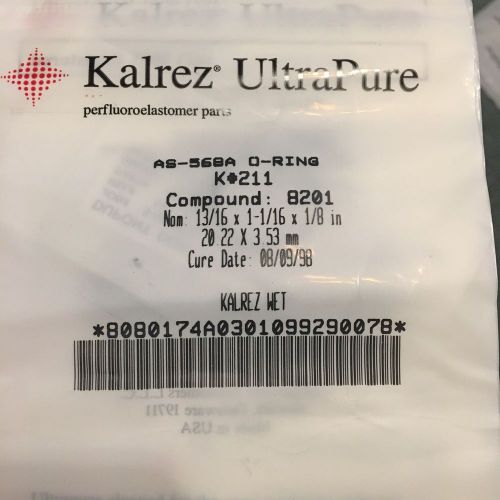 Kalrez® UltraPure
perfluoroelastomer parts
AS-568A O-RING
K#211
Compound: 8201
Nom: 13/16 x 1-1/16 x 1/8 in
20.22 X 3.53 mm
Cure Date: 08/09/98
KALREZ WET
*8080174A0301099290078*
19711
USA